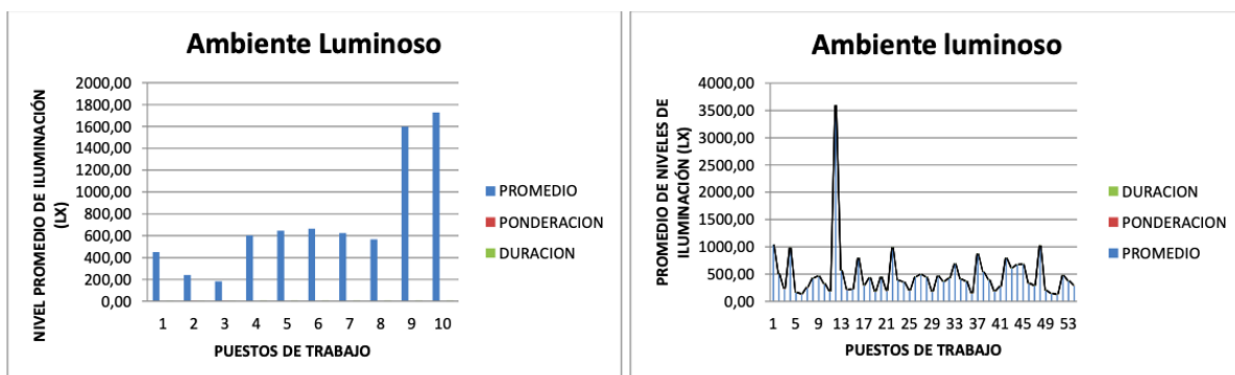 Ambiente Luminoso
NIVEL PROMEDIO DE ILUMINACIÓN
(LX)
2000,00
1800,00
1600,00
1400,00
1200,00
1000,00
800,00
600,00
400,00
200,00
0,00
1 2 3 4 5 6 7 8 9 10
PUESTOS DE TRABAJO
PROMEDIO
PONDERACION
DURACION
Ambiente luminoso
PROMEDIO DE NIVELES DE
ILUMINACIÓN (LX)
4000,00
3500,00
3000,00
2500,00
2000,00
1500,00
1000,00
500,00
0,00
1 5 9 13 17 21 25 29 33 37 41 45 49 53
PUESTOS DE TRABAJO
DURACION
PONDERACION
PROMEDIO